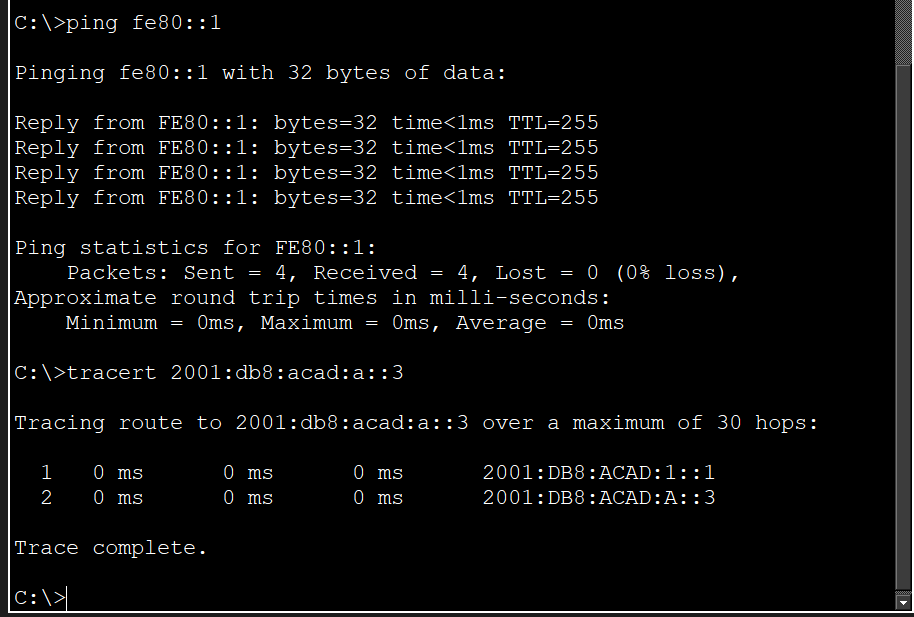 C:\>ping fe80::1
Pinging fe80::1 with 32 bytes of data:
Reply from FE80::1: bytes=32 time<1ms TTL=255
Reply from FE80::1: bytes=32 time<1ms TTL=255
Reply from FE80::1: bytes=32 time<1ms TTL=255
Reply from FE80::1: bytes=32 time<1ms TTL=255
Ping statistics for FE80::1:
    Packets: Sent = 4, Received = 4, Lost = 0 (0% loss),
Approximate round trip times in milli-seconds:
    Minimum = 0ms, Maximum = 0ms, Average = 0ms
C:\>tracert 2001:db8:acad:a::3
Tracing route to 2001:db8:acad:a::3 over a maximum of 30 hops:
  1   0 ms      0 ms      0 ms      2001:DB8:ACAD:1::1
  2   0 ms      0 ms      0 ms      2001:DB8:ACAD:A::3
Trace complete.
C:\>